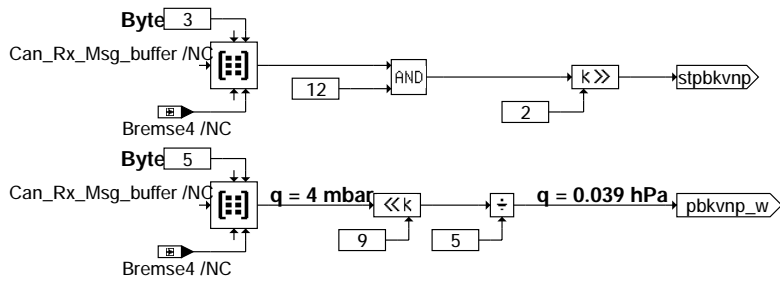 Byte 3
Can_Rx_Msg_buffer /NC
AND
k >>
stpbkvnp
12
2
Bremse4 /NC
Byte 5
Can_Rx_Msg_buffer /NC
q = 4 mbar
<< k
÷
q = 0.039 hPa
pbkvnp_w
9
5
Bremse4 /NC